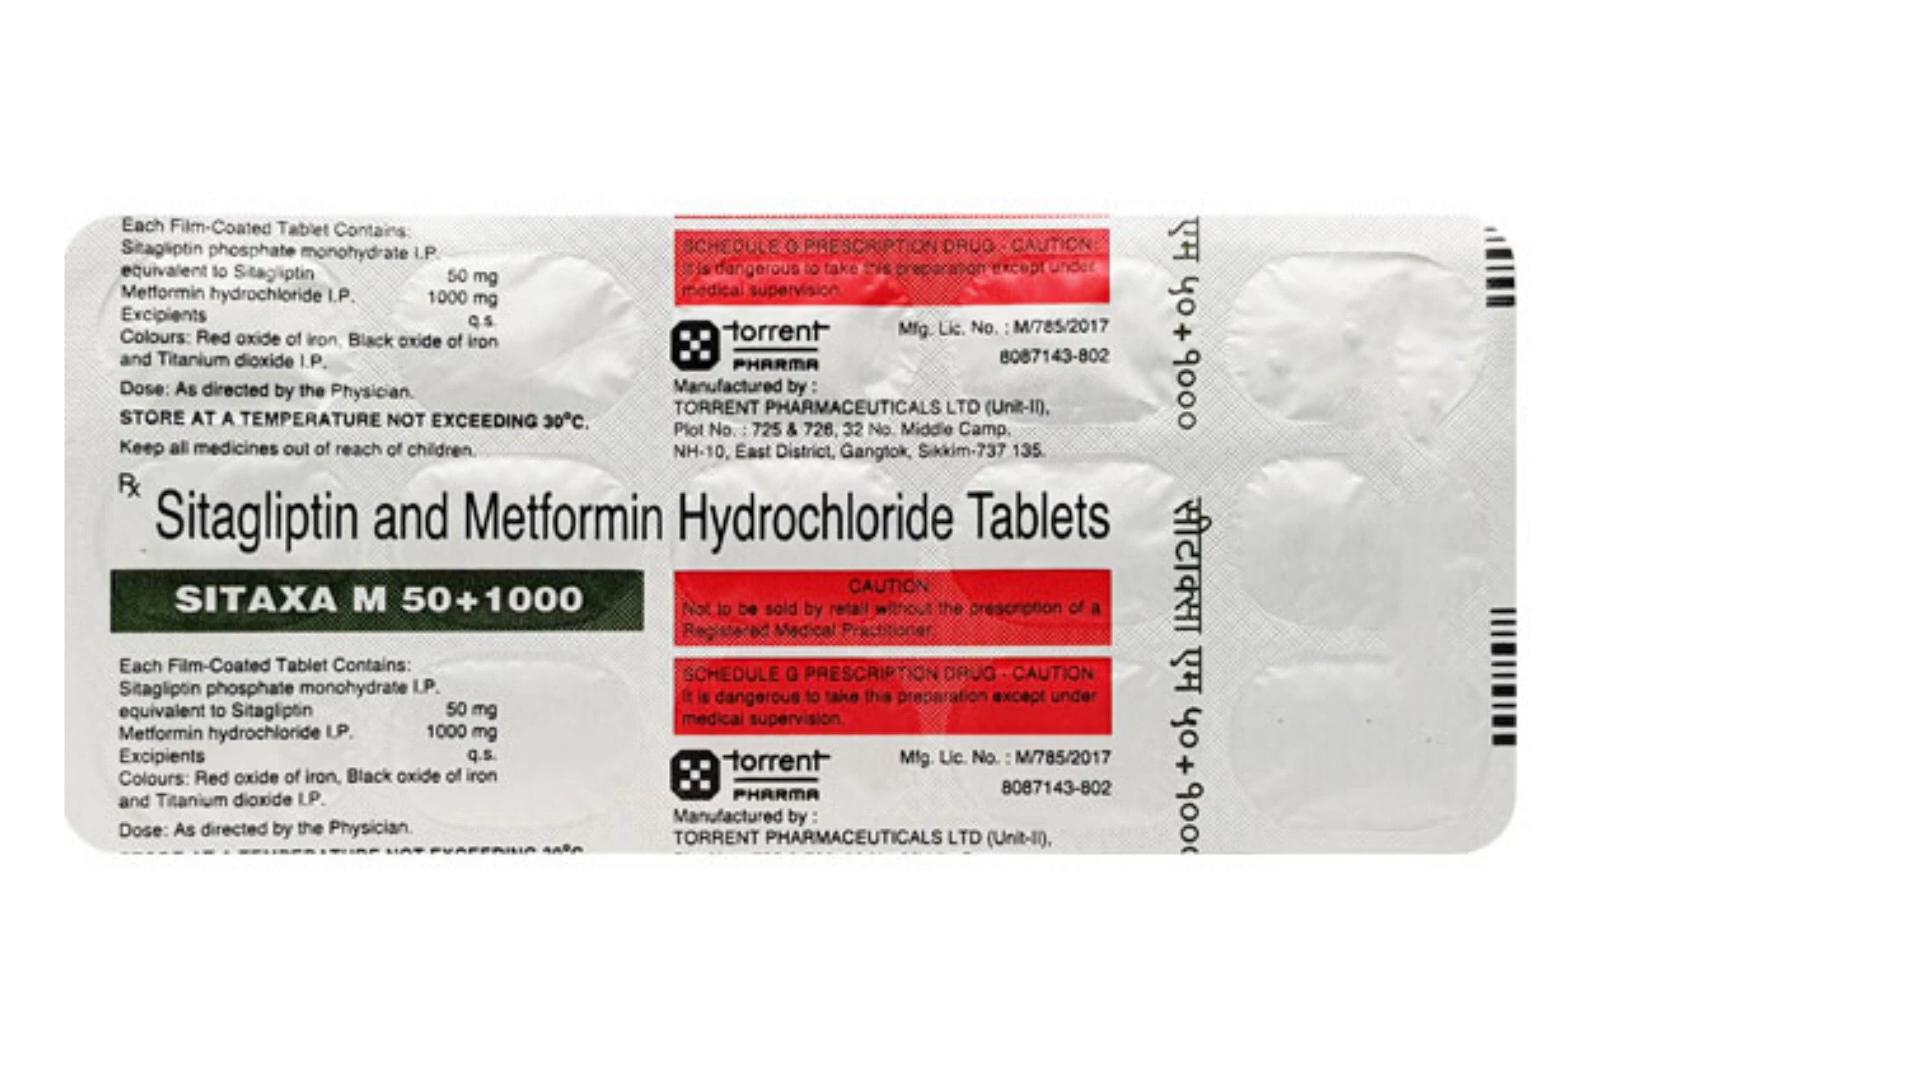 Each Film-Coated Tablet Contains:
Sitagliptin phosphate monohydrate I.P.
equivalent to Sitagliptin 50 mg
Metformin hydrochloride I.P. 1000 mg
Excipients q.s.
Colours: Red oxide of iron, Black oxide of iron
and Titanium dioxide I.P.
Dose: As directed by the Physician.
STORE AT A TEMPERATURE NOT EXCEEDING 30°C.
Keep all medicines out of reach of children.
SCHEDULE G PRESCRIPTION DRUG - CAUTION:
It is dangerous to take this preparation except under
medical supervision.
torrent
PHARMA
Mfg. Lic. No. : M/785/2017
8087143-802
Manufactured by :
TORRENT PHARMACEUTICALS LTD (Unit-II),
Plot No. : 725 & 726, 32 No. Middle Camp,
NH-10, East District, Gangtok, Sikkim-737 135.
Rx
Sitagliptin and Metformin Hydrochloride Tablets
SITAXA M 50+1000
CAUTION
Not to be sold by retail without the prescription of a
Registered Medical Practitioner.
Each Film-Coated Tablet Contains:
Sitagliptin phosphate monohydrate I.P.
equivalent to Sitagliptin 50 mg
Metformin hydrochloride I.P. 1000 mg
Excipients q.s.
Colours: Red oxide of iron, Black oxide of iron
and Titanium dioxide I.P.
Dose: As directed by the Physician.
STORE AT A TEMPERATURE NOT EXCEEDING 30°C
SCHEDULE G PRESCRIPTION DRUG - CAUTION:
It is dangerous to take this preparation except under
medical supervision.
torrent
PHARMA
Mfg. Lic. No. : M/785/2017
8087143-802
Manufactured by :
TORRENT PHARMACEUTICALS LTD (Unit-II),
एम ५०+१०००
सीटाक्सा एम ५०+१०००